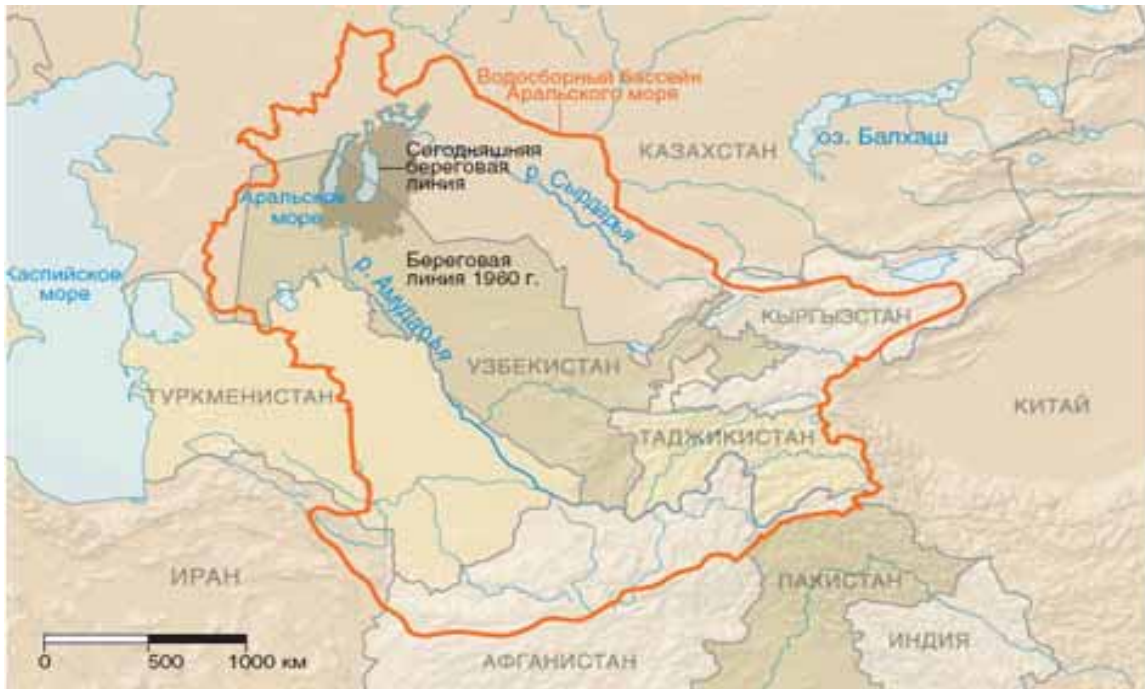 Водосборный бассейн
Аральского моря
оз. Балхаш
КАЗАХСТАН
Сегодняшняя
береговая
линия
р. Сырдарья
Аральское
море
Береговая
линия 1960 г.
Каспийское
море
р. Амударья
КЫРГЫЗСТАН
УЗБЕКИСТАН
ТУРКМЕНИСТАН
КИТАЙ
ТАДЖИКИСТАН
ИРАН
ПАКИСТАН
ИНДИЯ
АФГАНИСТАН
0 500 1000 км